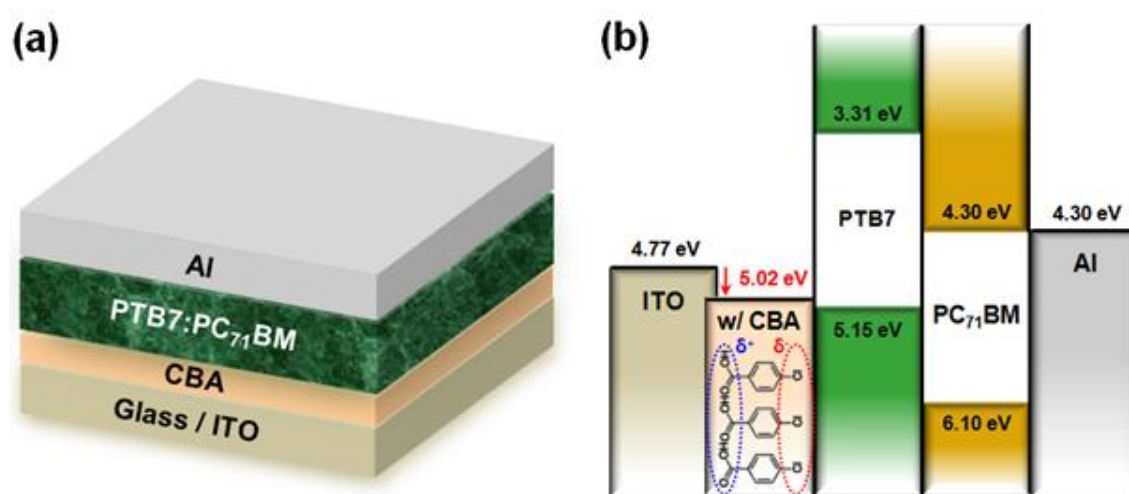 (a)
Al
PTB7:PC₇₁BM
CBA
Glass / ITO
(b)
4.77 eV
ITO
5.02 eV
w/ CBA
δ⁺
δ⁻
3.31 eV
PTB7
5.15 eV
4.30 eV
PC₇₁BM
6.10 eV
4.30 eV
Al